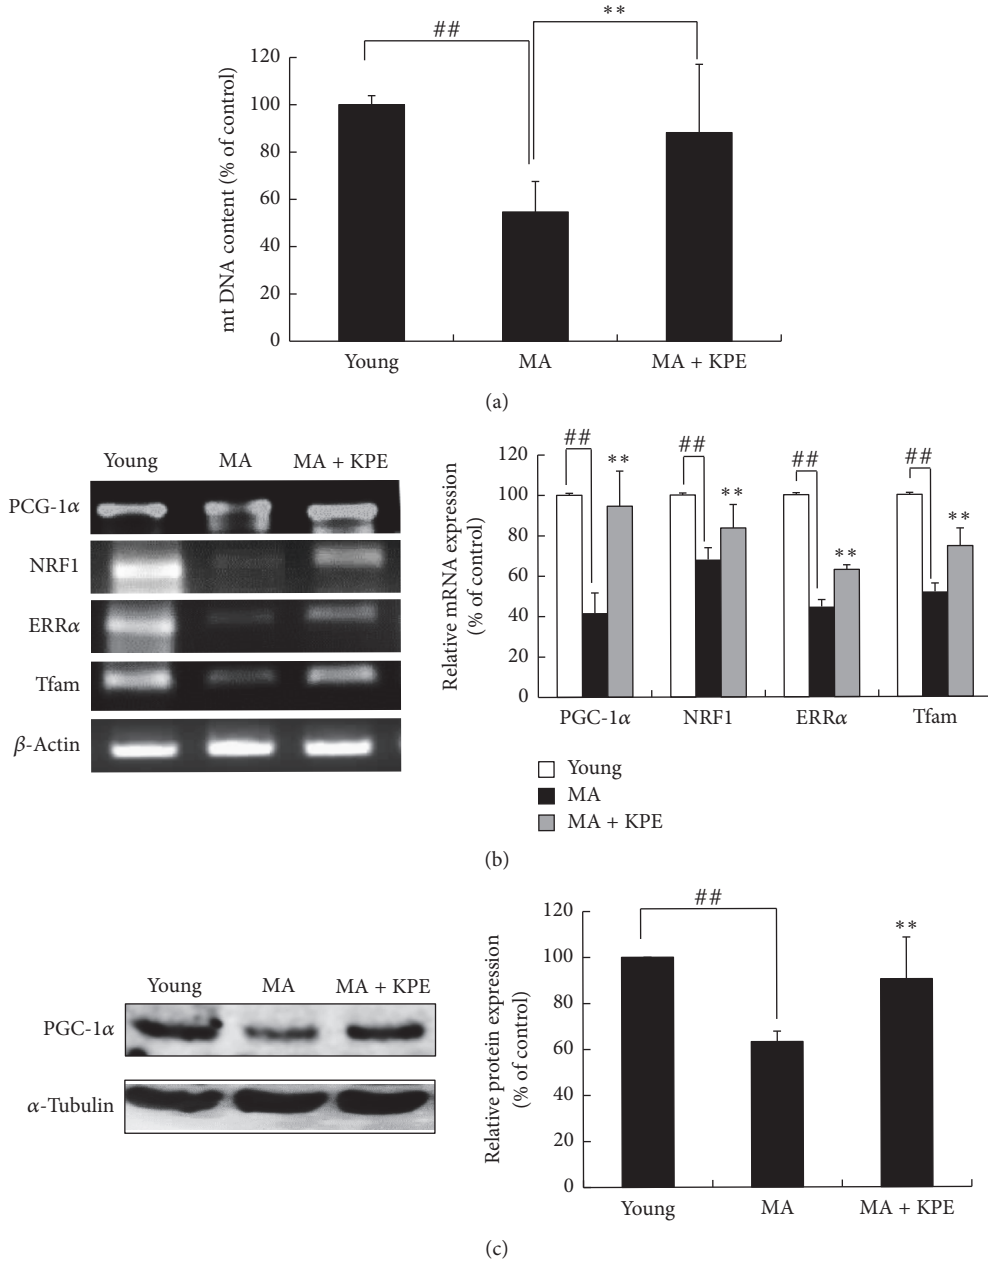 ##
**
120
100
80
60
40
20
0
mt DNA content (% of control)
Young MA MA + KPE
(a)
Young MA MA + KPE
PCG-1α
NRF1
ERRα
Tfam
β-Actin
120
100
80
60
40
20
0
Relative mRNA expression
(% of control)
## ** ## ** ## ** ## **
PGC-1α NRF1 ERRα Tfam
Young
MA
MA + KPE
(b)
Young MA MA + KPE
PGC-1α
α-Tubulin
120
100
80
60
40
20
0
Relative protein expression
(% of control)
##
**
Young MA MA + KPE
(c)